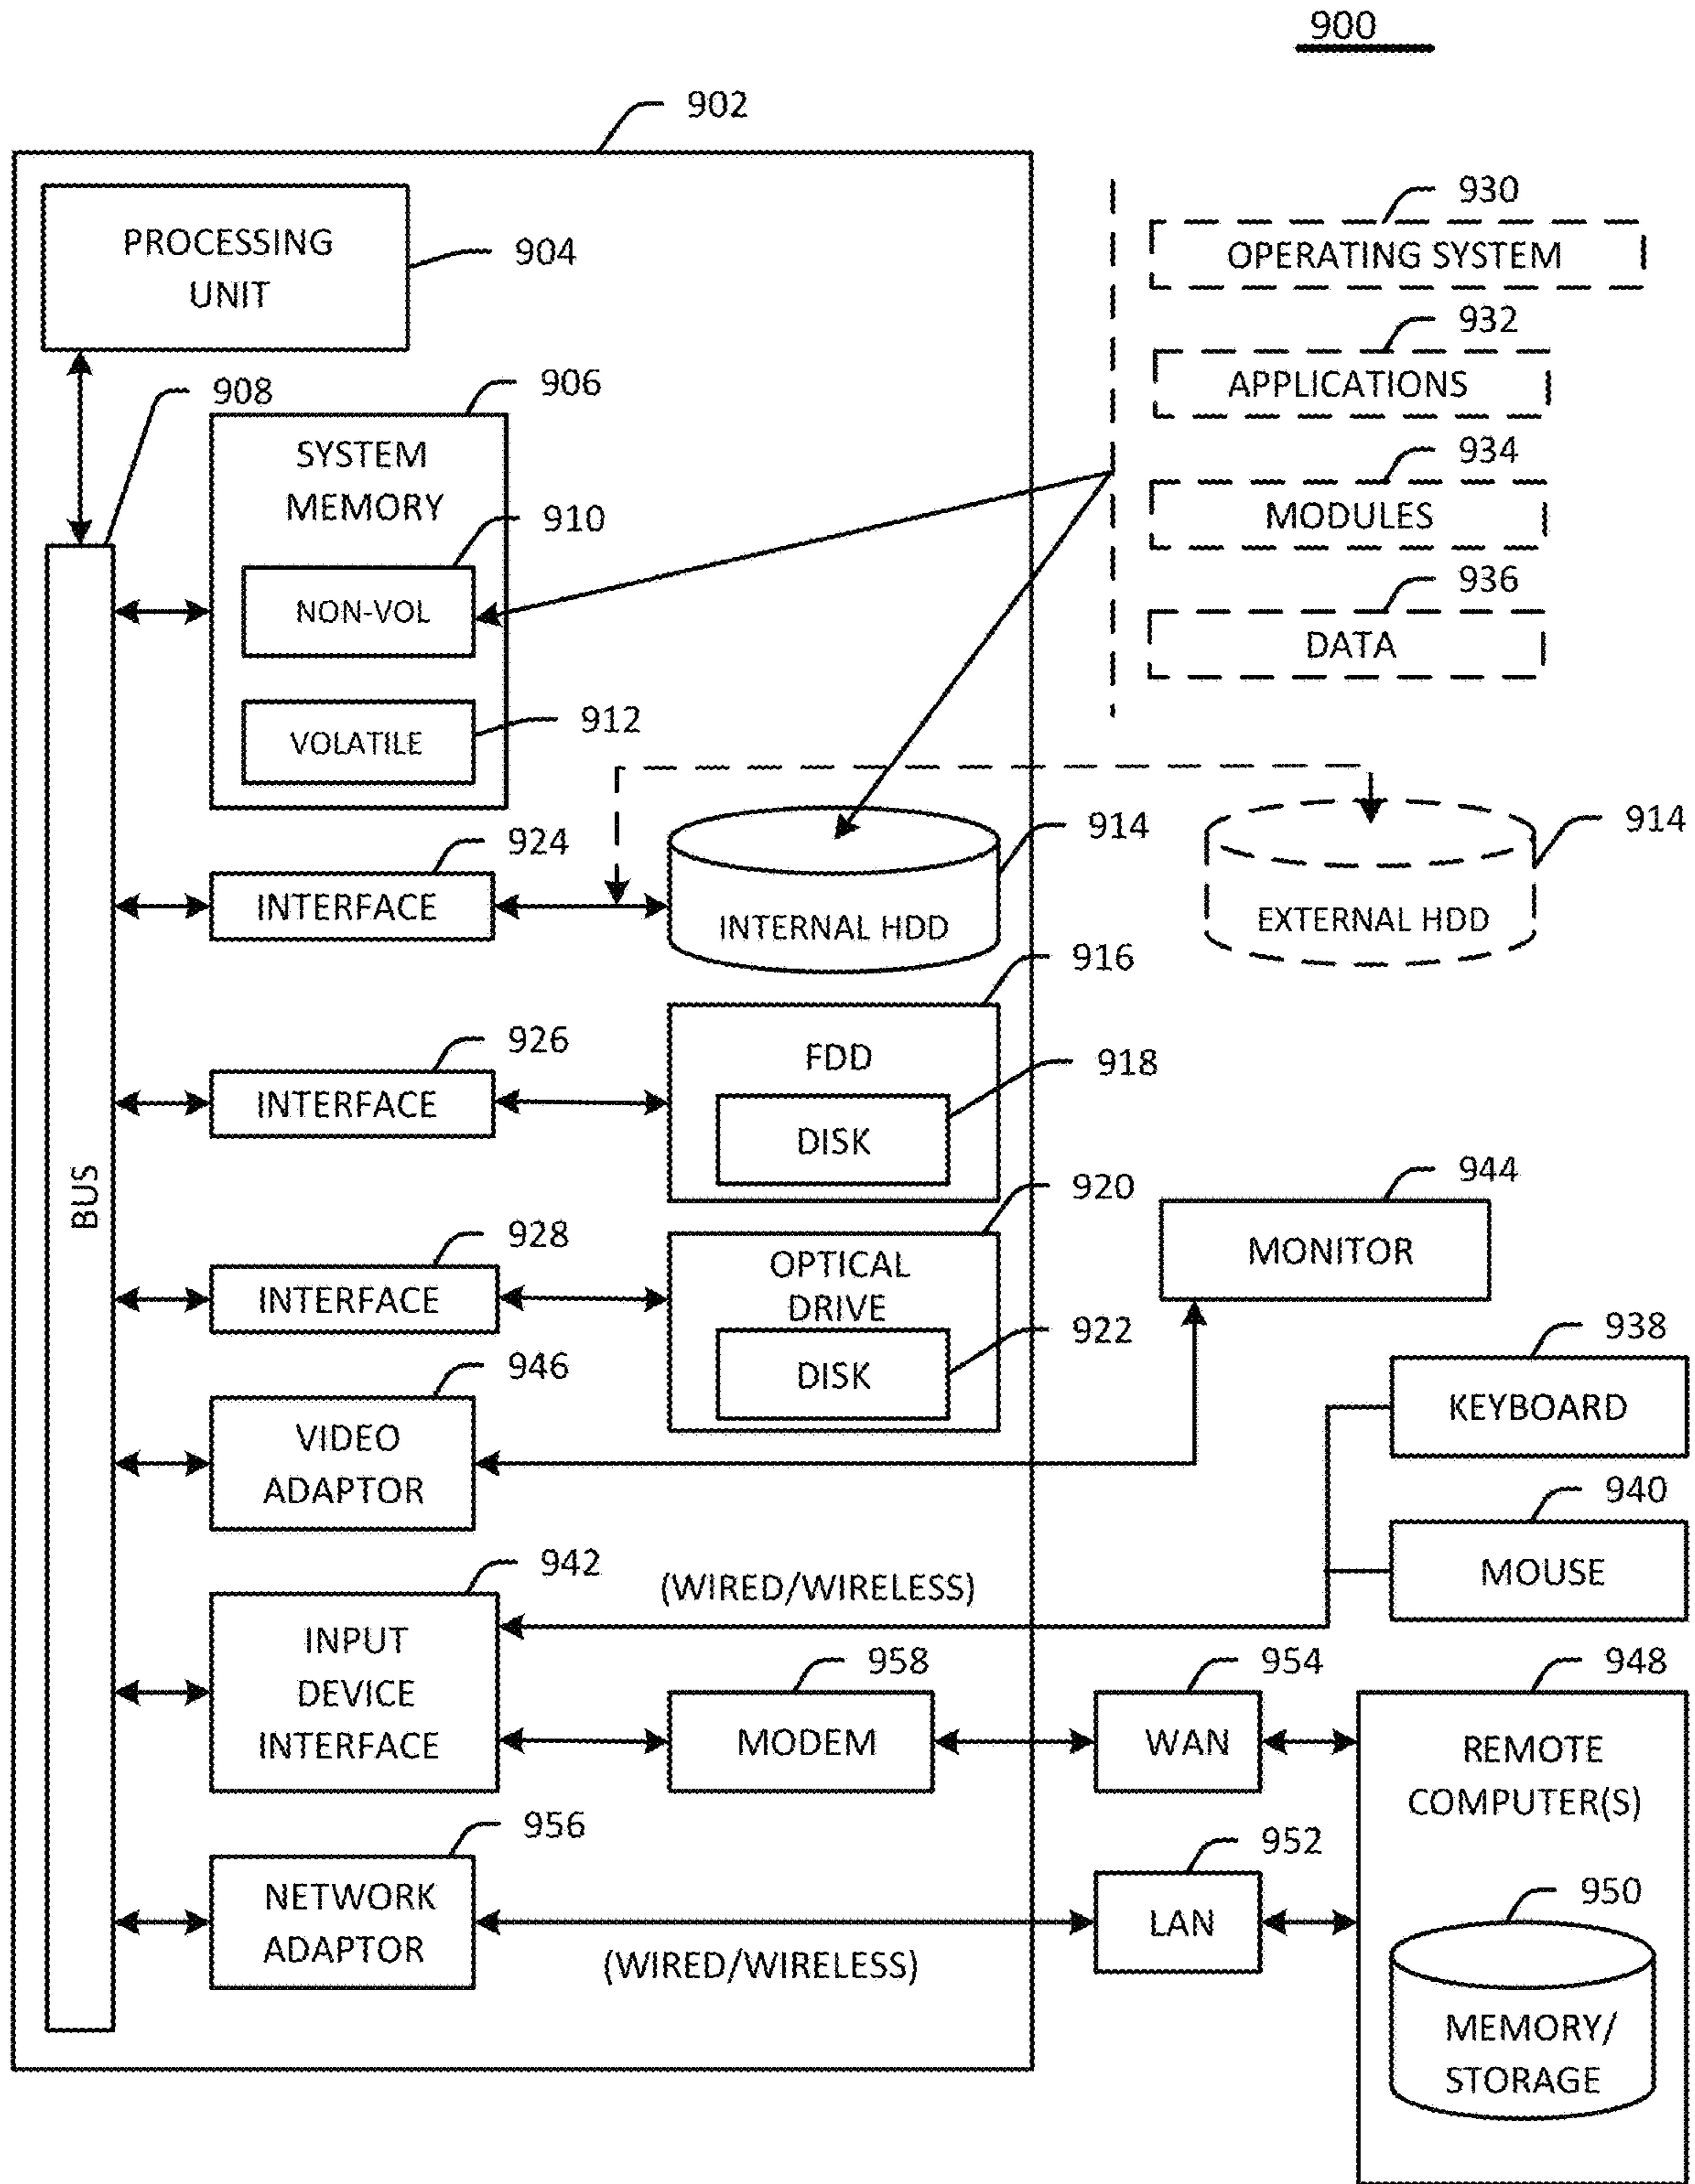 900
902
PROCESSING
UNIT
904
930
OPERATING SYSTEM
932
APPLICATIONS
934
MODULES
936
DATA
908
906
SYSTEM
MEMORY
910
NON-VOL
912
VOLATILE
924
INTERFACE
914
INTERNAL HDD
914
EXTERNAL HDD
916
926
INTERFACE
FDD
918
DISK
BUS
920
928
INTERFACE
OPTICAL
DRIVE
922
DISK
944
MONITOR
938
KEYBOARD
946
VIDEO
ADAPTOR
940
MOUSE
942
(WIRED/WIRELESS)
INPUT
DEVICE
INTERFACE
958
MODEM
954
WAN
948
REMOTE
COMPUTER(S)
956
NETWORK
ADAPTOR
(WIRED/WIRELESS)
952
LAN
950
MEMORY/
STORAGE